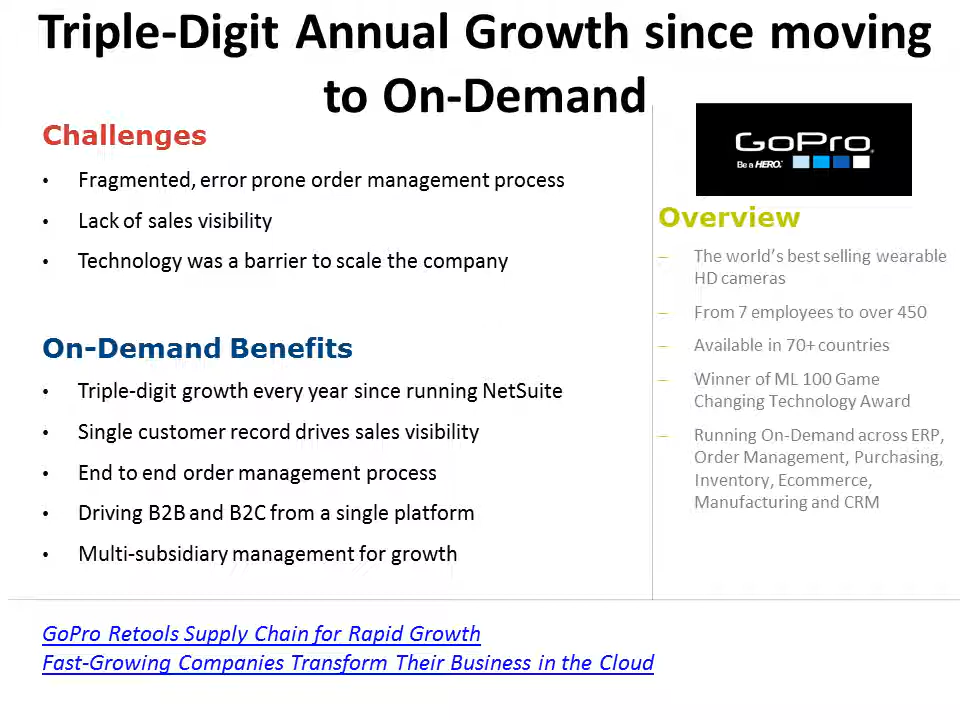 Triple-Digit Annual Growth since moving
to On-Demand
Challenges
• Fragmented, error prone order management process
• Lack of sales visibility
• Technology was a barrier to scale the company
On-Demand Benefits
• Triple-digit growth every year since running NetSuite
• Single customer record drives sales visibility
• End to end order management process
• Driving B2B and B2C from a single platform
• Multi-subsidiary management for growth
GoPro
Be a HERO.
Overview
– The world's best selling wearable
HD cameras
– From 7 employees to over 450
– Available in 70+ countries
– Winner of ML 100 Game
Changing Technology Award
– Running On-Demand across ERP,
Order Management, Purchasing,
Inventory, Ecommerce,
Manufacturing and CRM
GoPro Retools Supply Chain for Rapid Growth
Fast-Growing Companies Transform Their Business in the Cloud